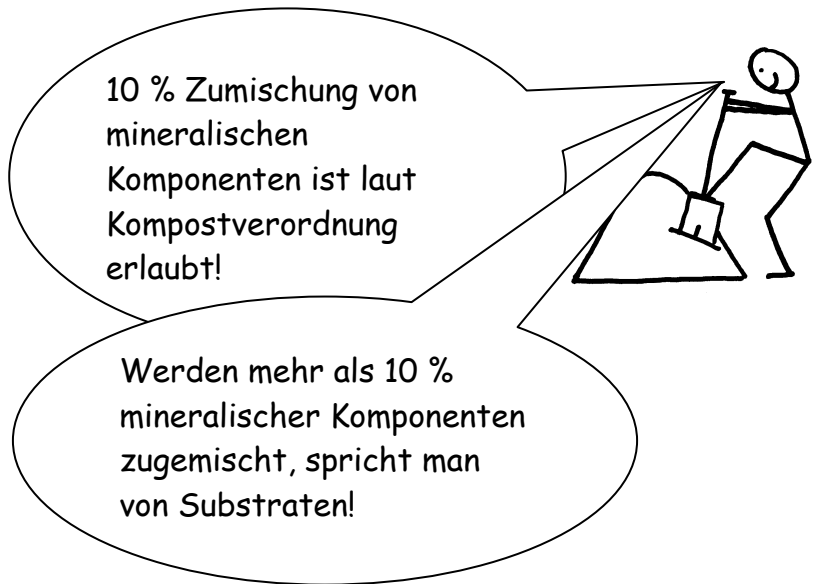 10 % Zumischung von
mineralischen
Komponenten ist laut
Kompostverordnung
erlaubt!
Werden mehr als 10 %
mineralischer Komponenten
zugemischt, spricht man
von Substraten!